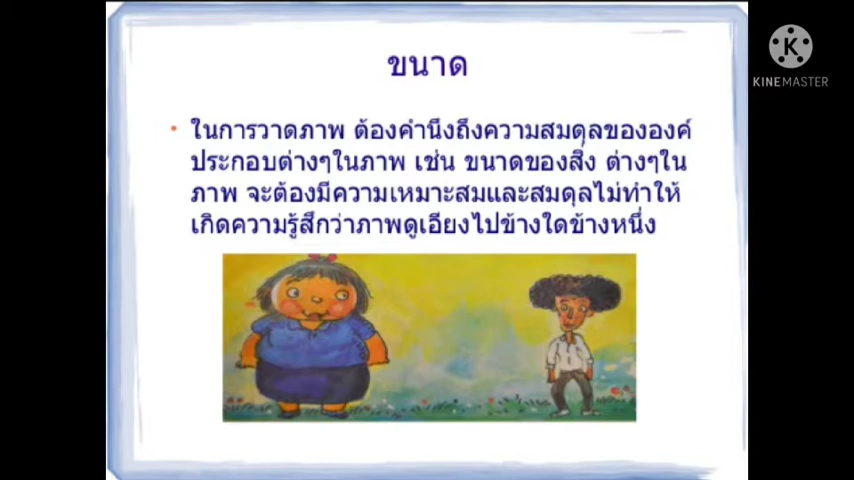 ขนาด
• ในการวาดภาพ ต้องคำนึงถึงความสมดุลขององค์
ประกอบต่างๆในภาพ เช่น ขนาดของสิ่ง ต่างๆใน
ภาพ จะต้องมีความเหมาะสมและสมดุลไม่ทำให้
เกิดความรู้สึกว่าภาพดูเอียงไปข้างใดข้างหนึ่ง
K
KINEMASTER